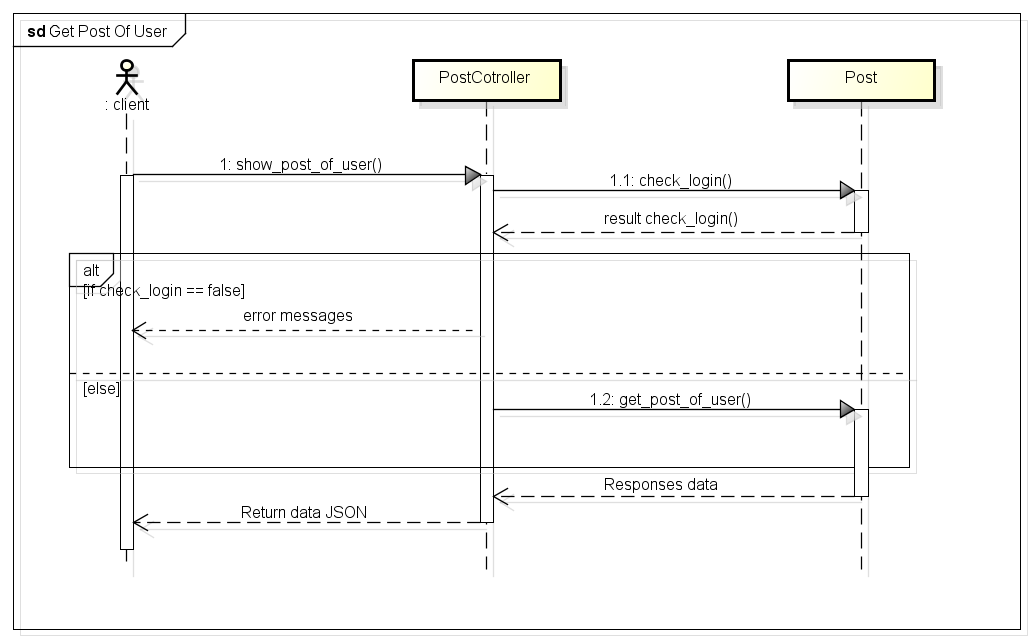 sd Get Post Of User
: client
PostCotroller
Post
1: show_post_of_user()
1.1: check_login()
result check_login()
alt
[if check_login == false]
error messages
[else]
1.2: get_post_of_user()
Responses data
Return data JSON